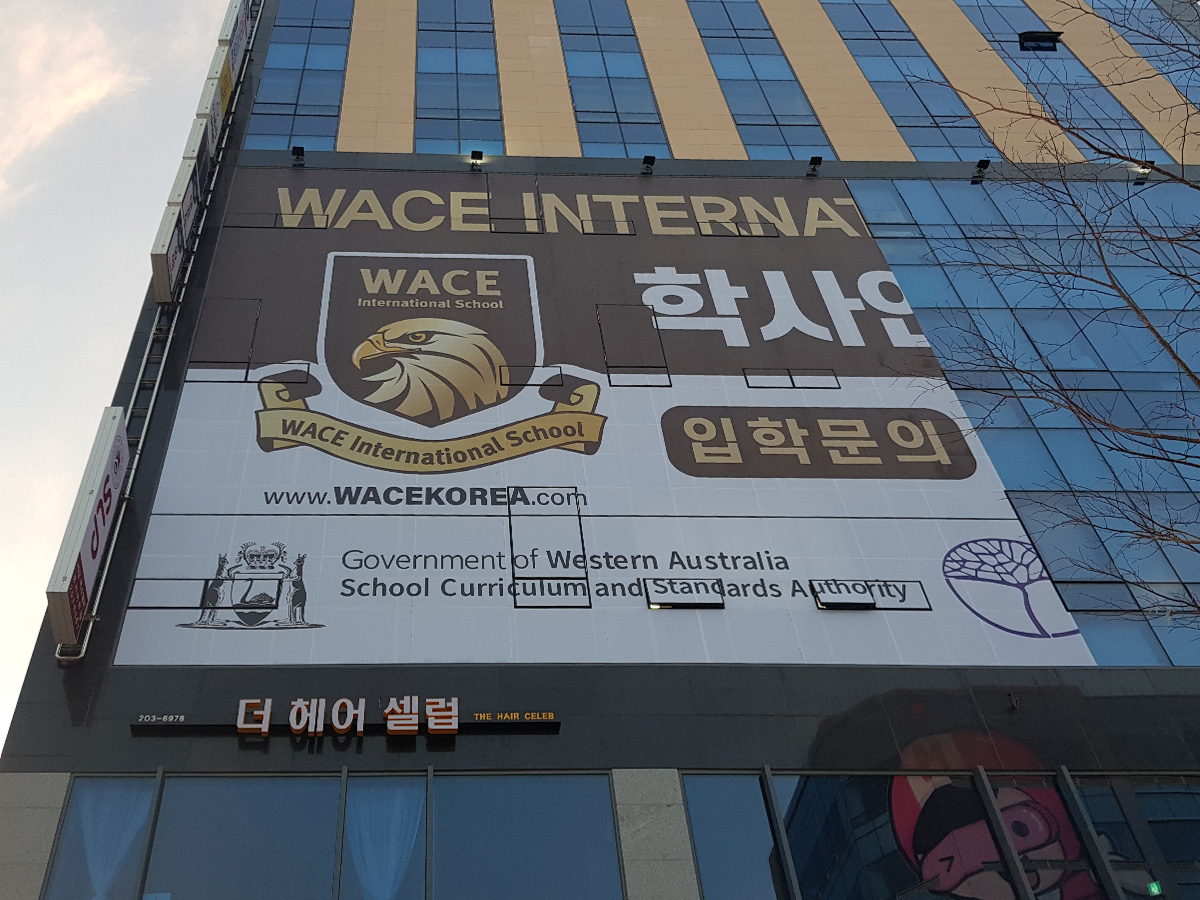 WACE INTERNAT
WACE
International School
학사인
WACE International School
입학문의
www.WACEKOREA.com
Government of Western Australia
School Curriculum and Standards Authority
SLP
203-6978
더 헤어 셀럽
THE HAIR CELEB